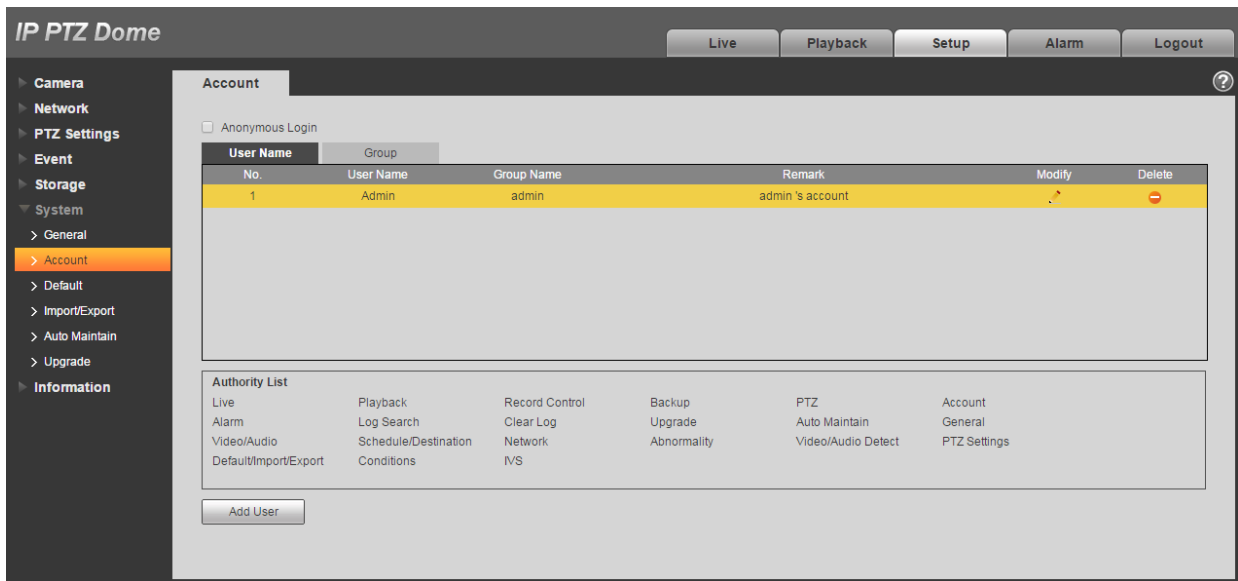 IP PTZ Dome
Live Playback Setup Alarm Logout
Camera
Network
PTZ Settings
Event
Storage
System
General
Account
Default
Import/Export
Auto Maintain
Upgrade
Information
Account ?
Anonymous Login
User Name Group
No. User Name Group Name Remark Modify Delete
1 Admin admin admin 's account
Authority List
Live Playback Record Control Backup PTZ Account
Alarm Log Search Clear Log Upgrade Auto Maintain General
Video/Audio Schedule/Destination Network Abnormality Video/Audio Detect PTZ Settings
Default/Import/Export Conditions IVS
Add User